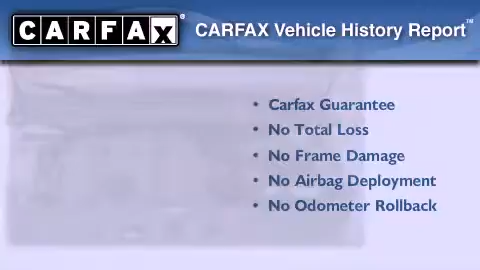 CARFAX® CARFAX Vehicle History Report™
• Carfax Guarantee
• No Total Loss
• No Frame Damage
• No Airbag Deployment
• No Odometer Rollback